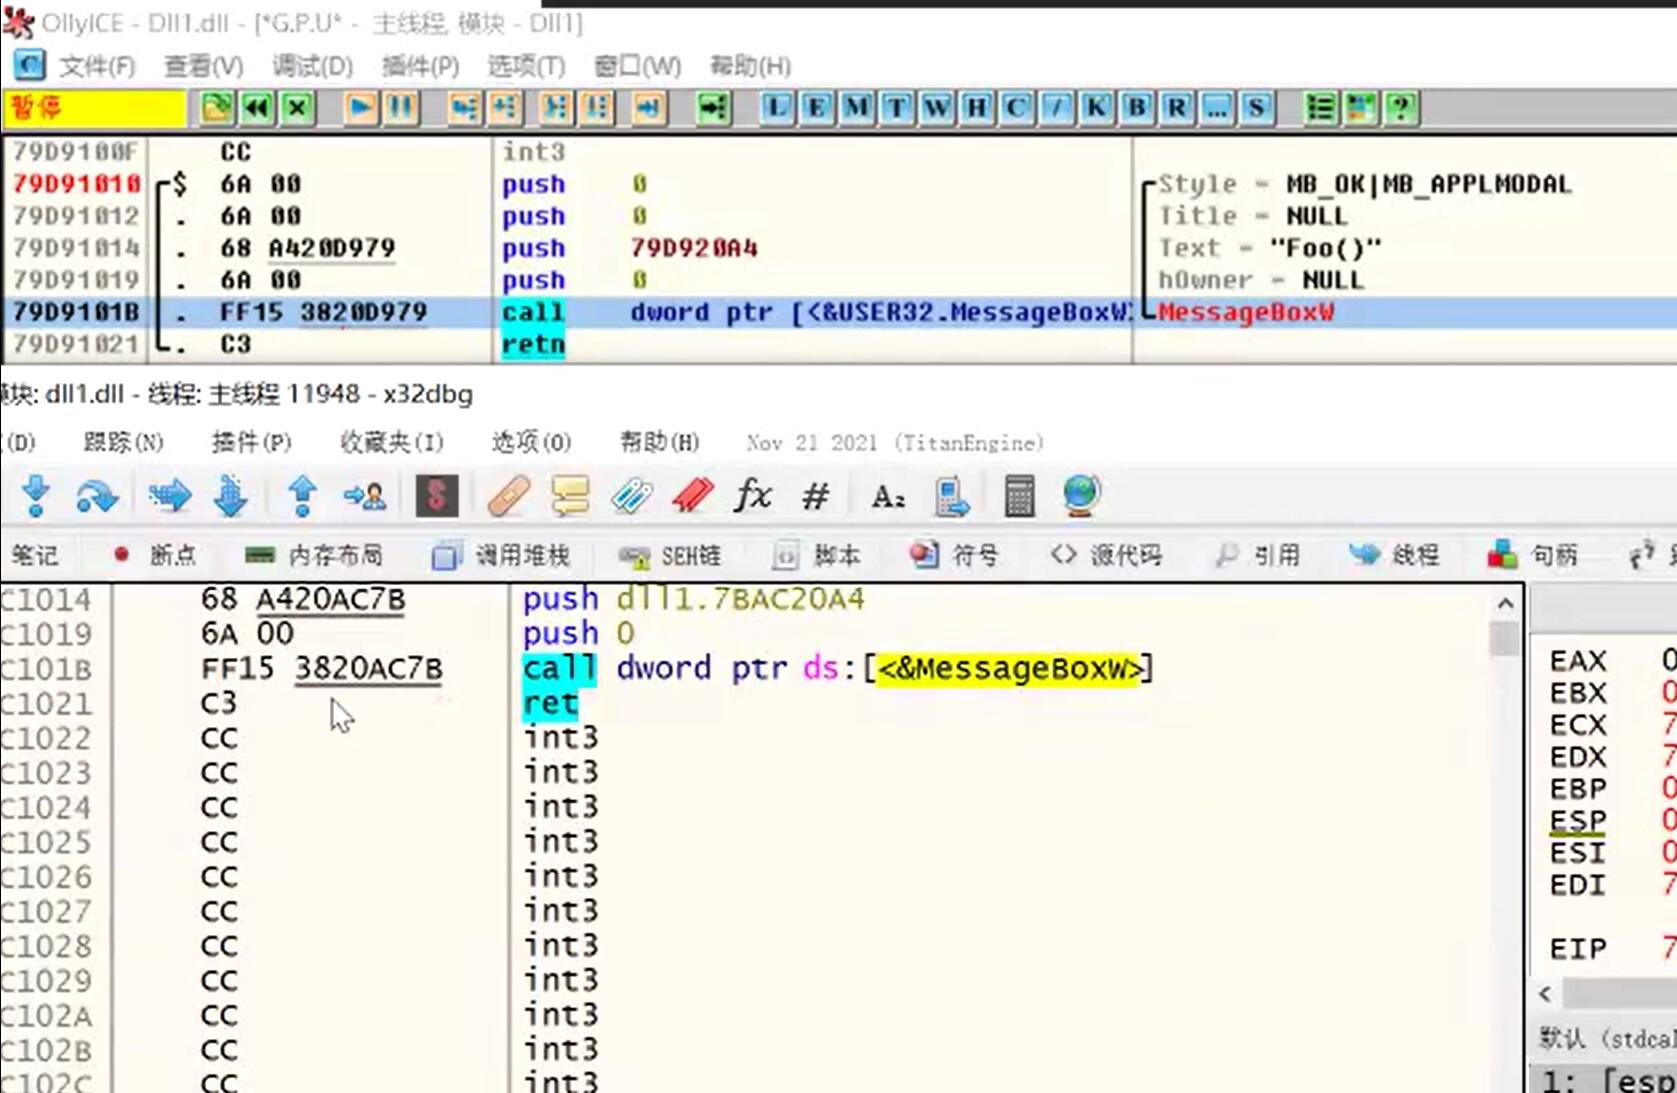 OllyICE - Dll1.dll - [*G.P.U* - 主线程, 模块 - Dll1]
C 文件(F) 查看(V) 调试(D) 插件(P) 选项(T) 窗口(W) 帮助(H)
暂停 L E M T W H C / K B R ... S ?
79D9100F CC int3
79D91010 $ 6A 00 push 0 Style = MB_OK|MB_APPLMODAL
79D91012 . 6A 00 push 0 Title = NULL
79D91014 . 68 A420D979 push 79D920A4 Text = "Foo()"
79D91019 . 6A 00 push 0 hOwner = NULL
79D9101B . FF15 3820D979 call dword ptr [<&USER32.MessageBoxW MessageBoxW
79D91021 . C3 retn
模块: dll1.dll - 线程: 主线程 11948 - x32dbg
(D) 跟踪(N) 插件(P) 收藏夹(I) 选项(O) 帮助(H) Nov 21 2021 (TitanEngine)
S fx # Az
笔记 断点 内存布局 调用堆栈 SEH链 脚本 符号 <> 源代码 引用 线程 句柄
C1014 68 A420AC7B push dll1.7BAC20A4
C1019 6A 00 push 0
C101B FF15 3820AC7B call dword ptr ds:[<&MessageBoxW>]
C1021 C3 ret
C1022 CC int3
C1023 CC int3
C1024 CC int3
C1025 CC int3
C1026 CC int3
C1027 CC int3
C1028 CC int3
C1029 CC int3
C102A CC int3
C102B CC int3
C102C CC int3
EAX 0
EBX 0
ECX 7
EDX 7
EBP 0
ESP 0
ESI 0
EDI 7
EIP 7
默认 (stdcal
1: [esp